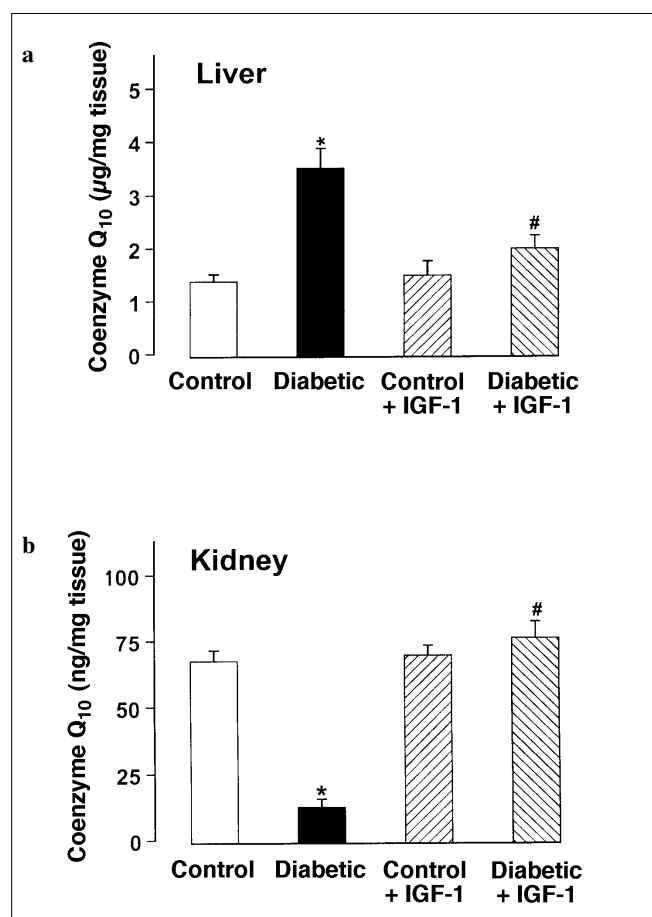 a
Liver
Coenzyme Q10 (µg/mg tissue)
5
4
3
2
1
0
*
#
Control
Diabetic
Control
+ IGF-1
Diabetic
+ IGF-1
b
Kidney
Coenzyme Q10 (ng/mg tissue)
100
75
50
25
0
*
#
Control
Diabetic
Control
+ IGF-1
Diabetic
+ IGF-1